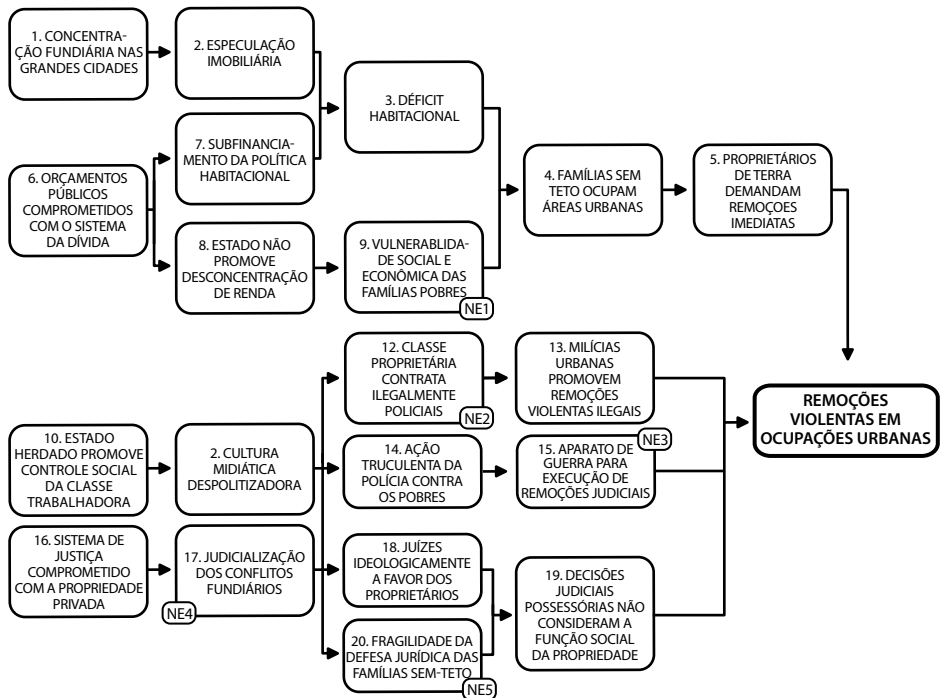 1. CONCENTRA-
ÇÃO FUNDIÁRIA NAS
GRANDES CIDADES
2. ESPECULAÇÃO
IMOBILIÁRIA
3. DÉFICIT
HABITACIONAL
7. SUBFINANCIA-
MENTO DA POLÍTICA
HABITACIONAL
6. ORÇAMENTOS
PÚBLICOS
COMPROMETIDOS
COM O SISTEMA
DA DÍVIDA
4. FAMÍLIAS SEM
TETO OCUPAM
ÁREAS URBANAS
5. PROPRIETÁRIOS
DE TERRA
DEMANDAM
REMOÇOES
IMEDIATAS
8. ESTADO NÃO
PROMOVE
DESCONCENTRAÇÃO
DE RENDA
9. VULNERABLIDA-
DE SOCIAL E
ECONÔMICA DAS
FAMÍLIAS POBRES
NE1
12. CLASSE
PROPRIETÁRIA
CONTRATA
ILEGALMENTE
POLICIAIS
NE2
13. MILÍCIAS
URBANAS
PROMOVEM
REMOÇÕES
VIOLENTAS ILEGAIS
REMOÇÕES
VIOLENTAS EM
OCUPAÇÕES URBANAS
10. ESTADO
HERDADO PROMOVE
CONTROLE SOCIAL
DA CLASSE
TRABALHADORA
2. CULTURA
MIDIÁTICA
DESPOLITIZADORA
14. AÇÃO
TRUCULENTA DA
POLÍCIA CONTRA
OS POBRES
NE3
15. APARATO DE
GUERRA PARA
EXECUÇÃO DE
REMOÇÕES JUDICIAIS
16. SISTEMA DE
JUSTIÇA
COMPROMETIDO
COM A PROPRIEDADE
PRIVADA
17. JUDICIALIZAÇÃO
DOS CONFLITOS
FUNDIÁRIOS
NE4
18. JUÍZES
IDEOLOGICAMENTE
A FAVOR DOS
PROPRIETÁRIOS
19. DECISÕES
JUDICIAIS
POSSESSÓRIAS NÃO
CONSIDERAM A
FUNÇÃO SOCIAL
DA PROPRIEDADE
20. FRAGILIDADE DA
DEFESA JURÍDICA DAS
FAMÍLIAS SEM-TETO
NE5